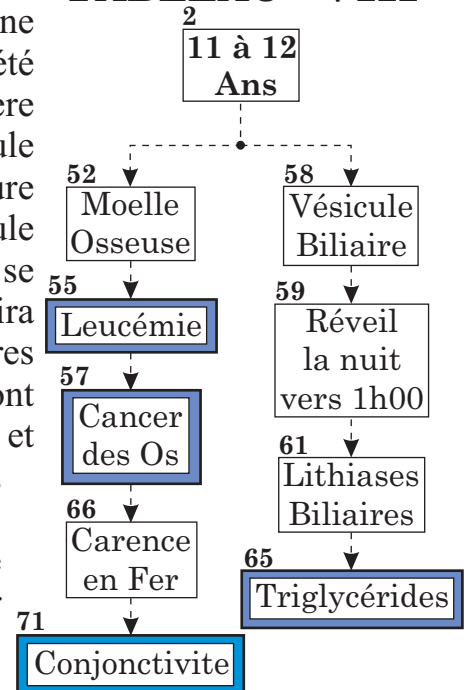 2
11 à 12
Ans
52
Moelle
Osseuse
55
Leucémie
57
Cancer
des Os
66
Carence
en Fer
71
Conjonctivite
58
Vésicule
Biliaire
59
Réveil
la nuit
vers 1h00
61
Lithiases
Biliaires
65
Triglycérides
et